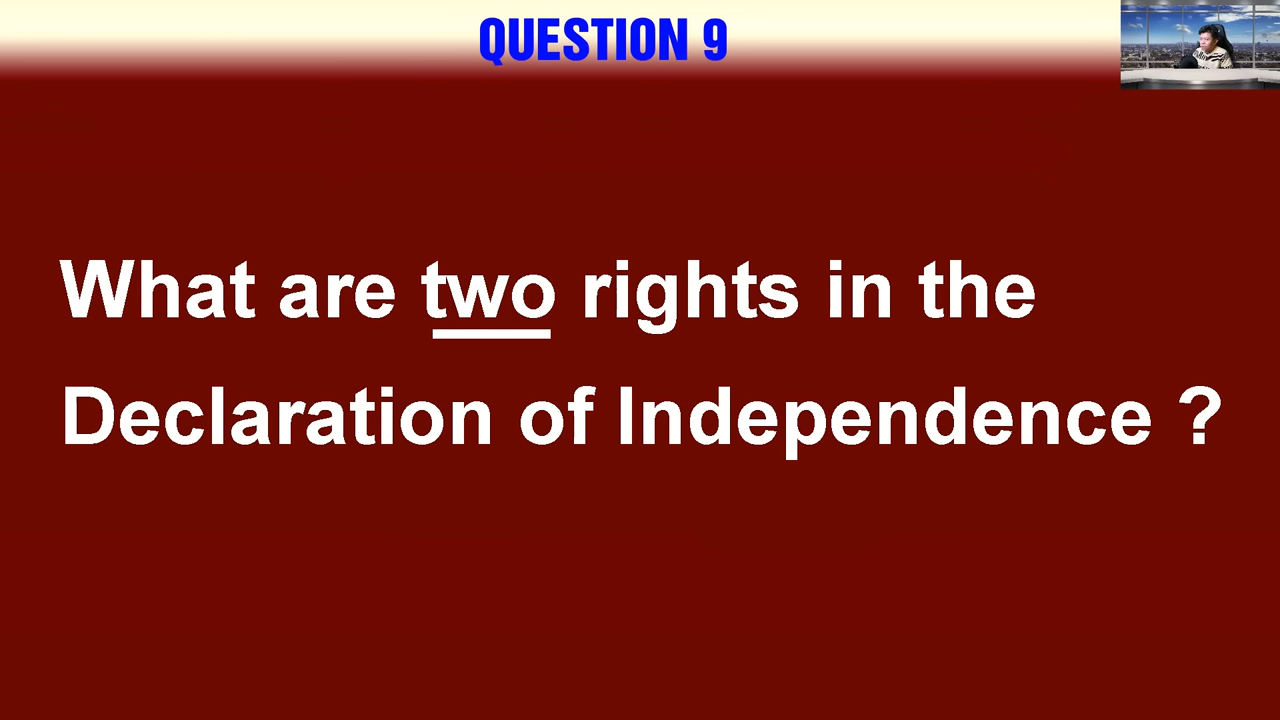 QUESTION 9
What are two rights in the
Declaration of Independence ?